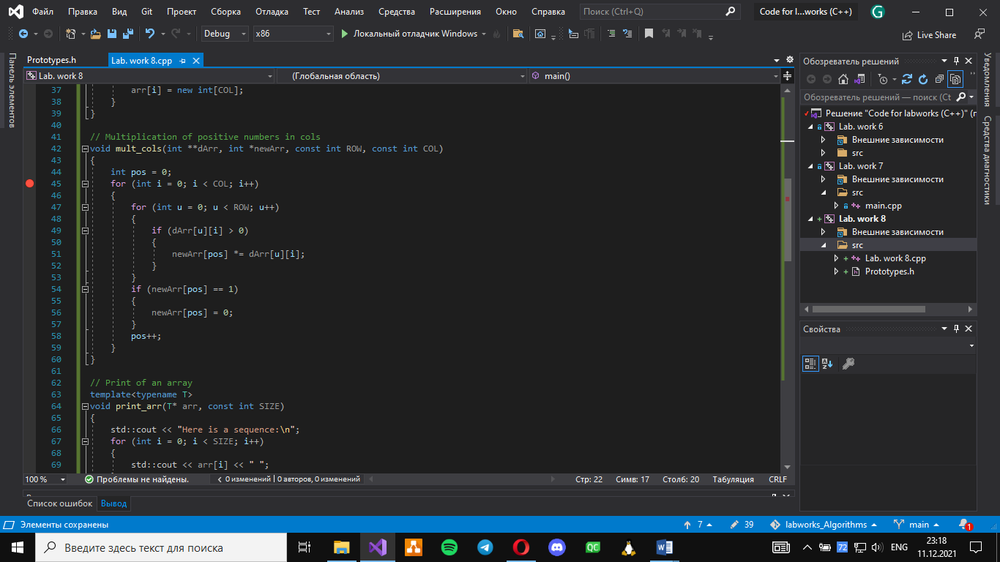 Файл Правка Вид Git Проект Сборка Отладка Тест Анализ Средства Расширения Окно Справка Поиск (Ctrl+Q) Code for l...works (C++) G
Debug x86 Локальный отладчик Windows Live Share
Панель элементов
Prototypes.h Lab. work 8.cpp
Lab. work 8 (Глобальная область) main()
37 arr[i] = new int[COL];
38 }
39 }
40
41 // Multiplication of positive numbers in cols
42 void mult_cols(int **dArr, int *newArr, const int ROW, const int COL)
43 {
44 int pos = 0;
45 for (int i = 0; i < COL; i++)
46 {
47 for (int u = 0; u < ROW; u++)
48 {
49 if (dArr[u][i] > 0)
50 {
51 newArr[pos] *= dArr[u][i];
52 }
53 }
54 if (newArr[pos] == 1)
55 {
56 newArr[pos] = 0;
57 }
58 pos++;
59 }
60 }
61
62 // Print of an array
63 template<typename T>
64 void print_arr(T* arr, const int SIZE)
65 {
66 std::cout << "Here is a sequence:\n";
67 for (int i = 0; i < SIZE; i++)
68 {
69 std::cout << arr[i] << " ";
100 % Проблемы не найдены. 0 изменений | 0 авторов, 0 изменений Стр: 22 Симв: 17 Столб: 20 Табуляция CRLF
Список ошибок Вывод
Обозреватель решений
Обозреватель решений — поиск (Ct
Решение "Code for labworks (C++)" (п
Lab. work 6
Внешние зависимости
src
Lab. work 7
Внешние зависимости
src
main.cpp
Lab. work 8
Внешние зависимости
src
Lab. work 8.cpp
Prototypes.h
Свойства
Уведомления
Средства диагностики
Элементы сохранены 7 39 labworks_Algorithms main 1
Введите здесь текст для поиска QC 72 ENG 23:18
11.12.2021